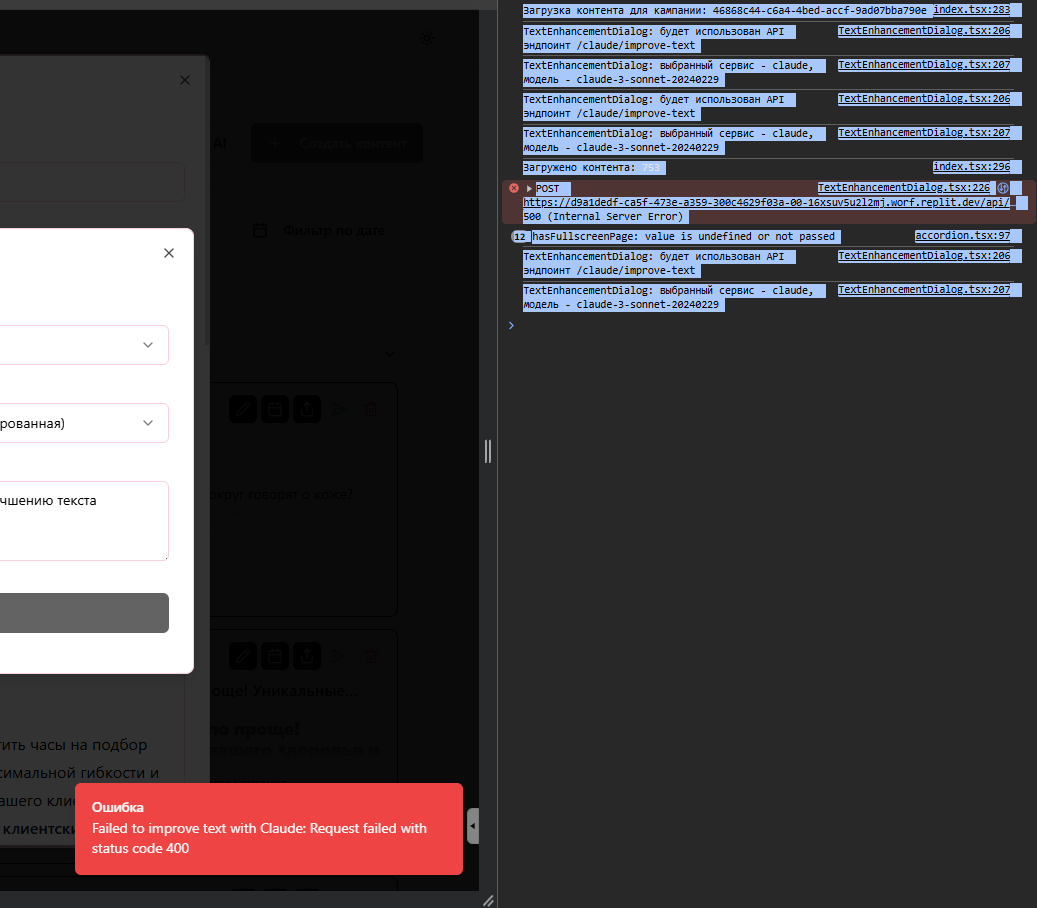 AI
Создать контент
Фильтр по дате
рованная)
чшению текста
округ говорят о коже?
още! Уникальные...
ло проще?
тить часы на подбор
симальной гибкости и
ашего клие
клиентски
Ошибка
Failed to improve text with Claude: Request failed with
status code 400
Загрузка контента для кампании: 46868c44-c6a4-4bed-accf-9ad07bba790e index.tsx:283
TextEnhancementDialog: будет использован API TextEnhancementDialog.tsx:206
эндпоинт /claude/improve-text
TextEnhancementDialog: выбранный сервис - claude, TextEnhancementDialog.tsx:207
модель - claude-3-sonnet-20240229
TextEnhancementDialog: будет использован API TextEnhancementDialog.tsx:206
эндпоинт /claude/improve-text
TextEnhancementDialog: выбранный сервис - claude, TextEnhancementDialog.tsx:207
модель - claude-3-sonnet-20240229
Загружено контента: 753 index.tsx:296
POST TextEnhancementDialog.tsx:226
https://d9a1dedf-ca5f-473e-a359-300c4629f03a-00-16xsuv5u2l2mj.worf.replit.dev/api/…
500 (Internal Server Error)
12 hasFullscreenPage: value is undefined or not passed accordion.tsx:97
TextEnhancementDialog: будет использован API TextEnhancementDialog.tsx:206
эндпоинт /claude/improve-text
TextEnhancementDialog: выбранный сервис - claude, TextEnhancementDialog.tsx:207
модель - claude-3-sonnet-20240229